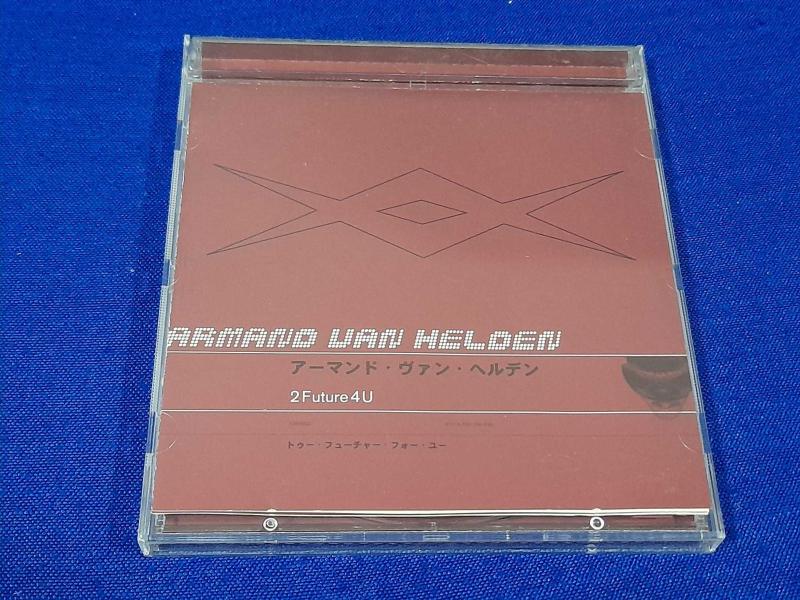 ARMAND VAN HELDEN
アーマンド・ヴァン・ヘルデン
2 Future 4 U
トゥー・フューチャー・フォー・ユー